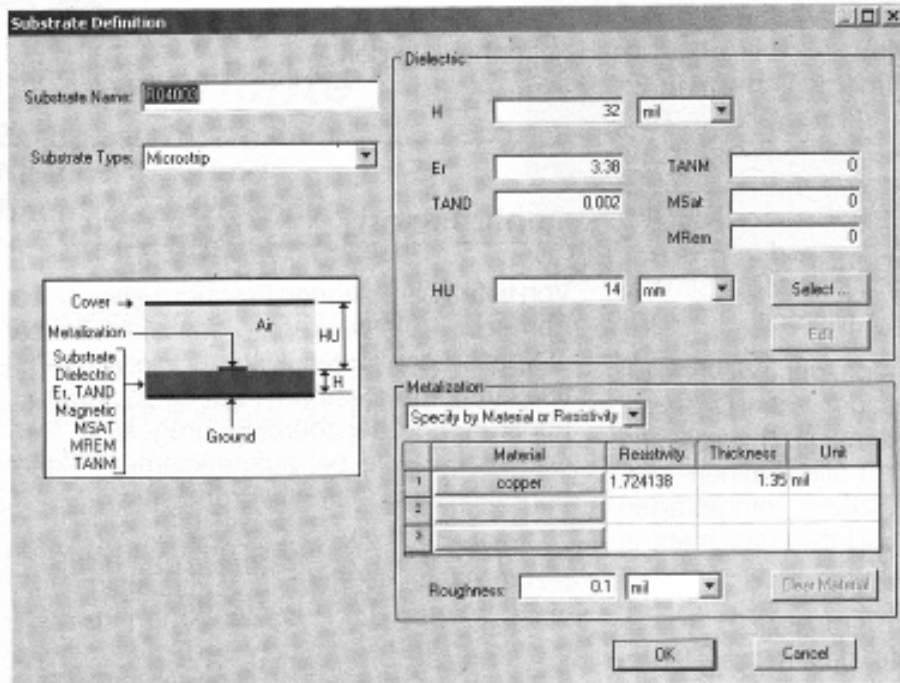 Substrate Definition
Substrate Name: RO4003
Substrate Type: Microstrip
Cover
Air
HU
Metalization
Substrate
Dielectric
Er, TAND
Magnetic
MSAT
MREM
TANM
H
Ground
Dielectric
H 32 mil
Er 3.38 TANM 0
TAND 0.002 MSat 0
MRem 0
HU 14 mm Select ...
Edit
Metalization
Specify by Material or Resistivity
Material Resistivity Thickness Unit
1 copper 1.724138 1.35 mil
2
3
Roughness: 0.1 mil Clear Material
OK Cancel